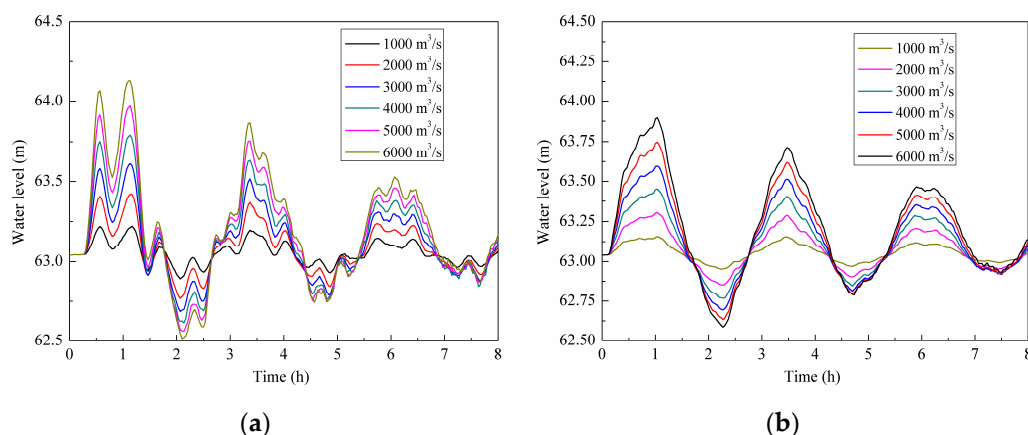 64.5
64.0
63.5
63.0
62.5
Water level (m)
1000 m³/s
2000 m³/s
3000 m³/s
4000 m³/s
5000 m³/s
6000 m³/s
0 1 2 3 4 5 6 7 8
Time (h)
(a)
64.50
64.25
64.00
63.75
63.50
63.25
63.00
62.75
62.50
Water level (m)
1000 m³/s
2000 m³/s
3000 m³/s
4000 m³/s
5000 m³/s
6000 m³/s
0 1 2 3 4 5 6 7 8
Time (h)
(b)